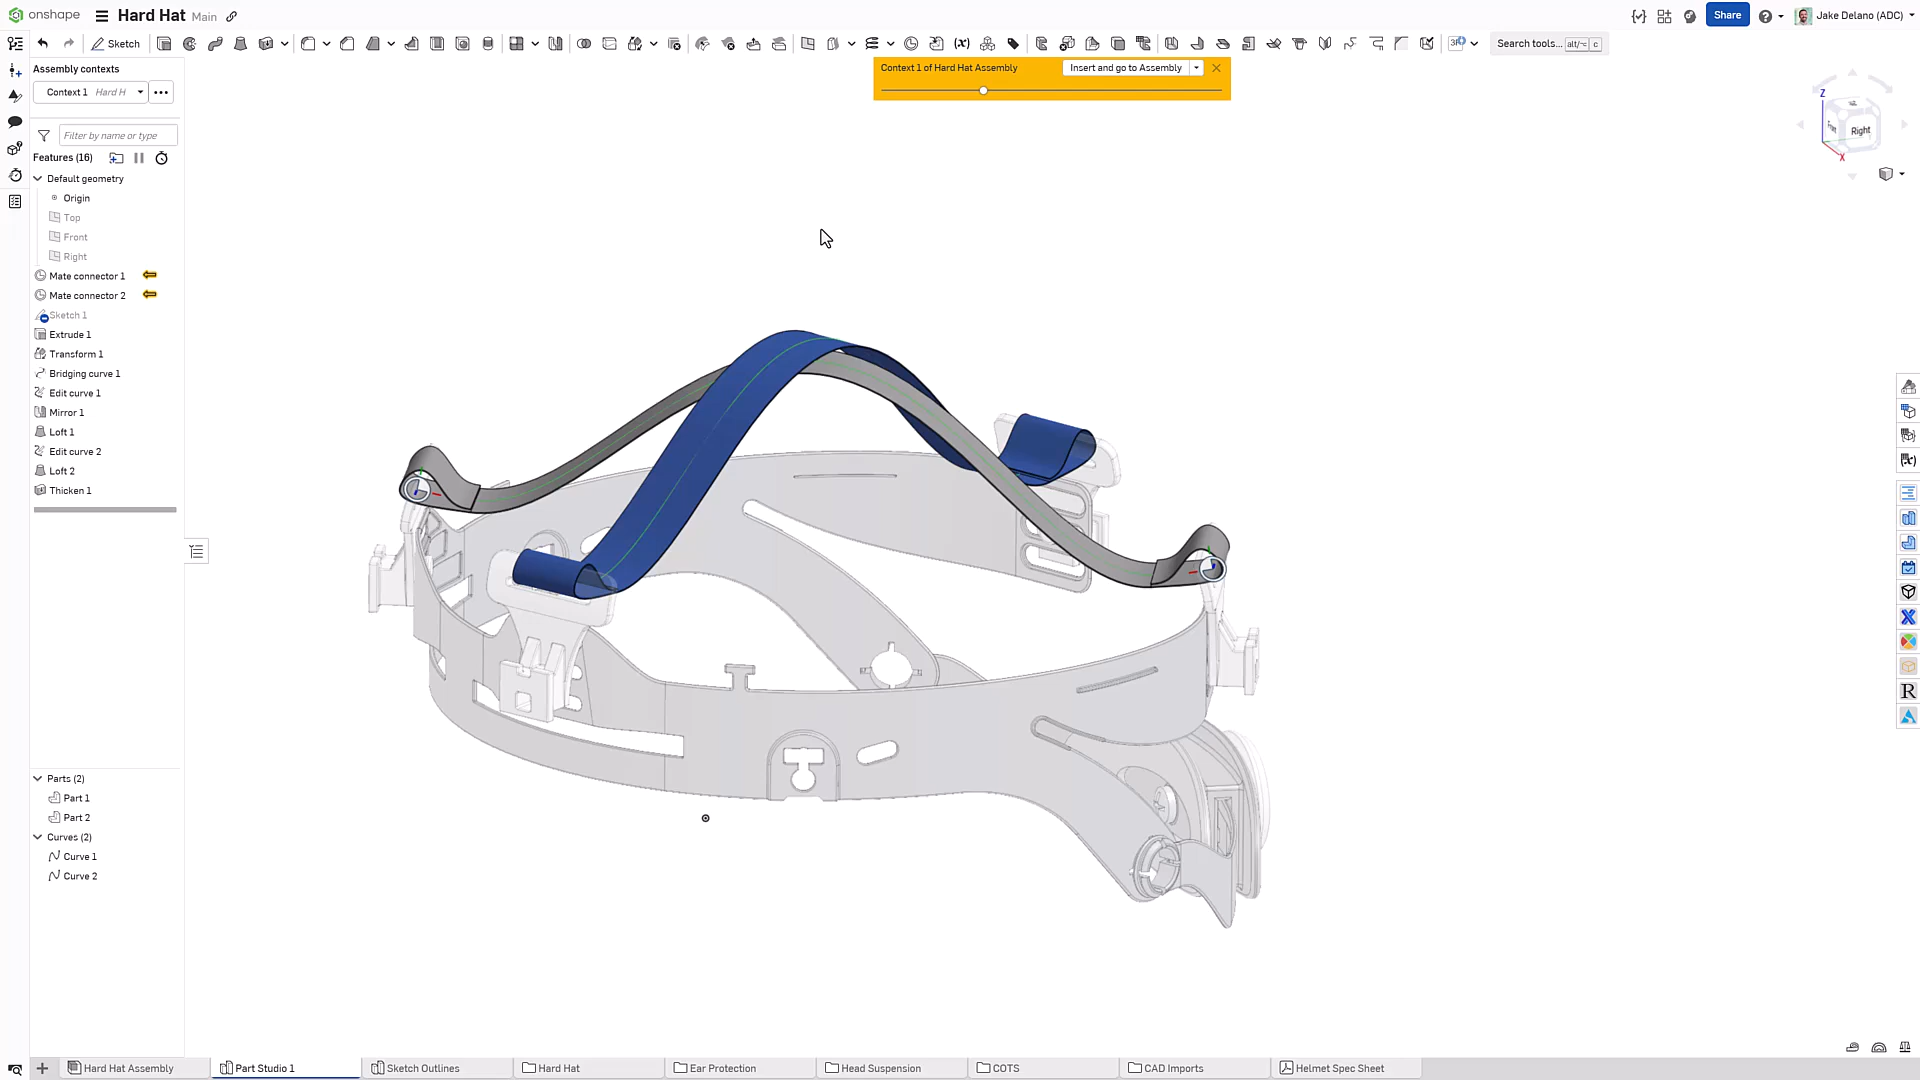 onshape
Hard Hat Main
Share
Jake Delano (ADC)
Sketch
Search tools... alt/⌥ c
Assembly contexts
Context 1 Hard H
Filter by name or type
Features (16)
Default geometry
Origin
Top
Front
Right
Mate connector 1
Mate connector 2
Sketch 1
Extrude 1
Transform 1
Bridging curve 1
Edit curve 1
Mirror 1
Loft 1
Edit curve 2
Loft 2
Thicken 1
Parts (2)
Part 1
Part 2
Curves (2)
Curve 1
Curve 2
Context 1 of Hard Hat Assembly
Insert and go to Assembly
Z
Right
X
Hard Hat Assembly
Part Studio 1
Sketch Outlines
Hard Hat
Ear Protection
Head Suspension
COTS
CAD Imports
Helmet Spec Sheet